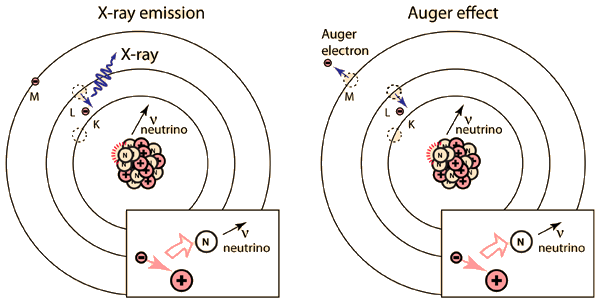 X-ray emission
X-ray
M
L
K
ν
neutrino
N
N
N
N
N
ν
neutrino
Auger effect
Auger
electron
M
L
K
ν
neutrino
N
N
N
N
N
ν
neutrino